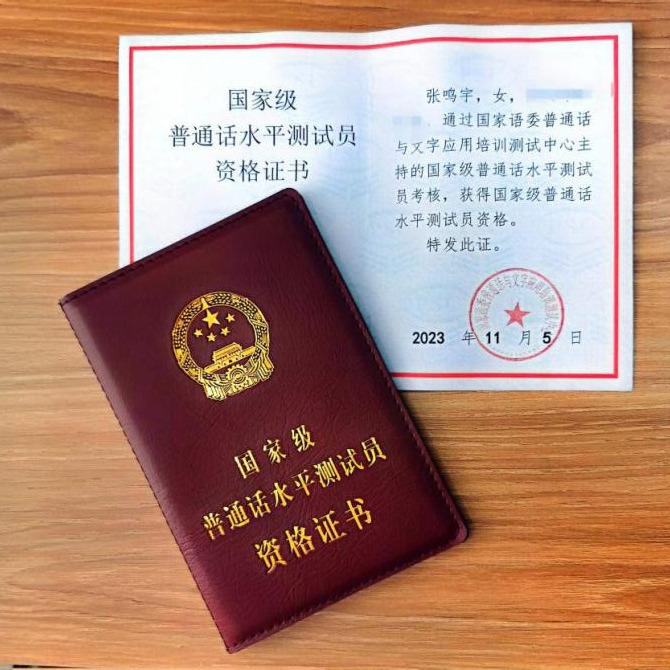 国家级
普通话水平测试员
资格证书
张鸣宇，女，
通过国家语委普通话
与文字应用培训测试中心主
持的国家级普通话水平测试
员考核，获得国家级普通话
水平测试员资格。
特发此证。
2023 年 11 月 5 日
国家级
普通话水平测试员
资格证书